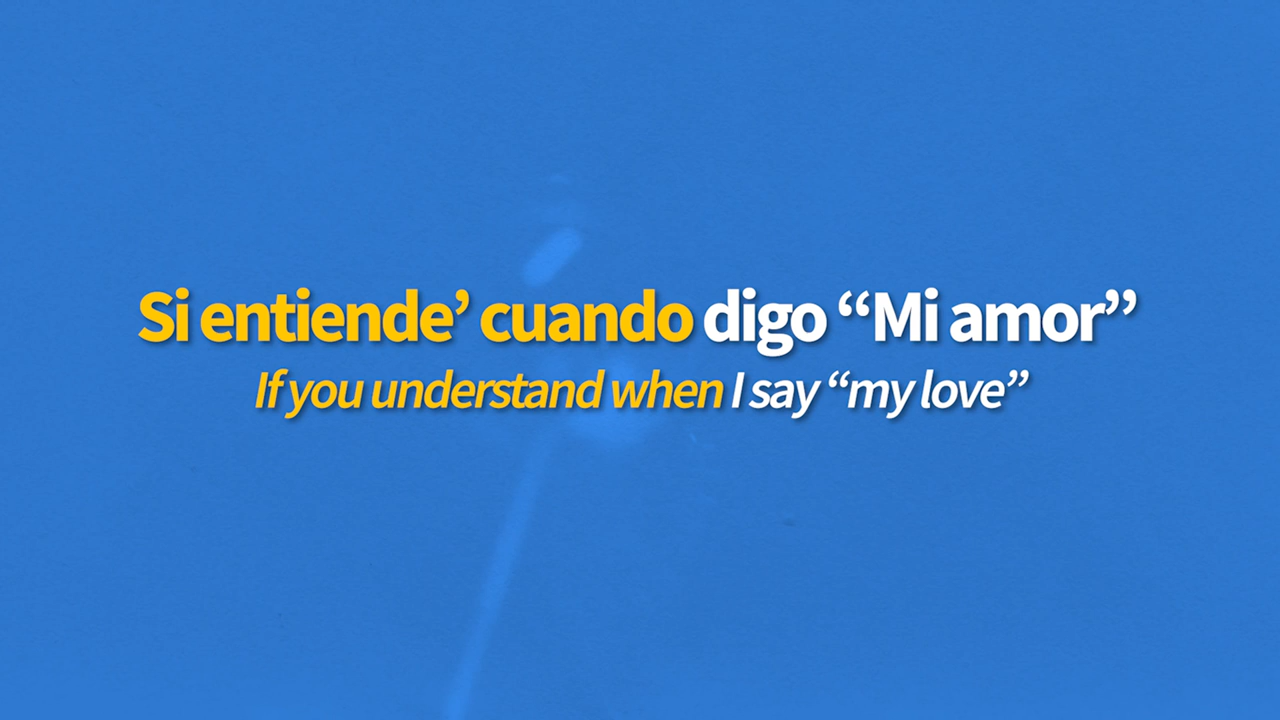 Si entiende’ cuando digo “Mi amor”
If you understand when I say “my love”